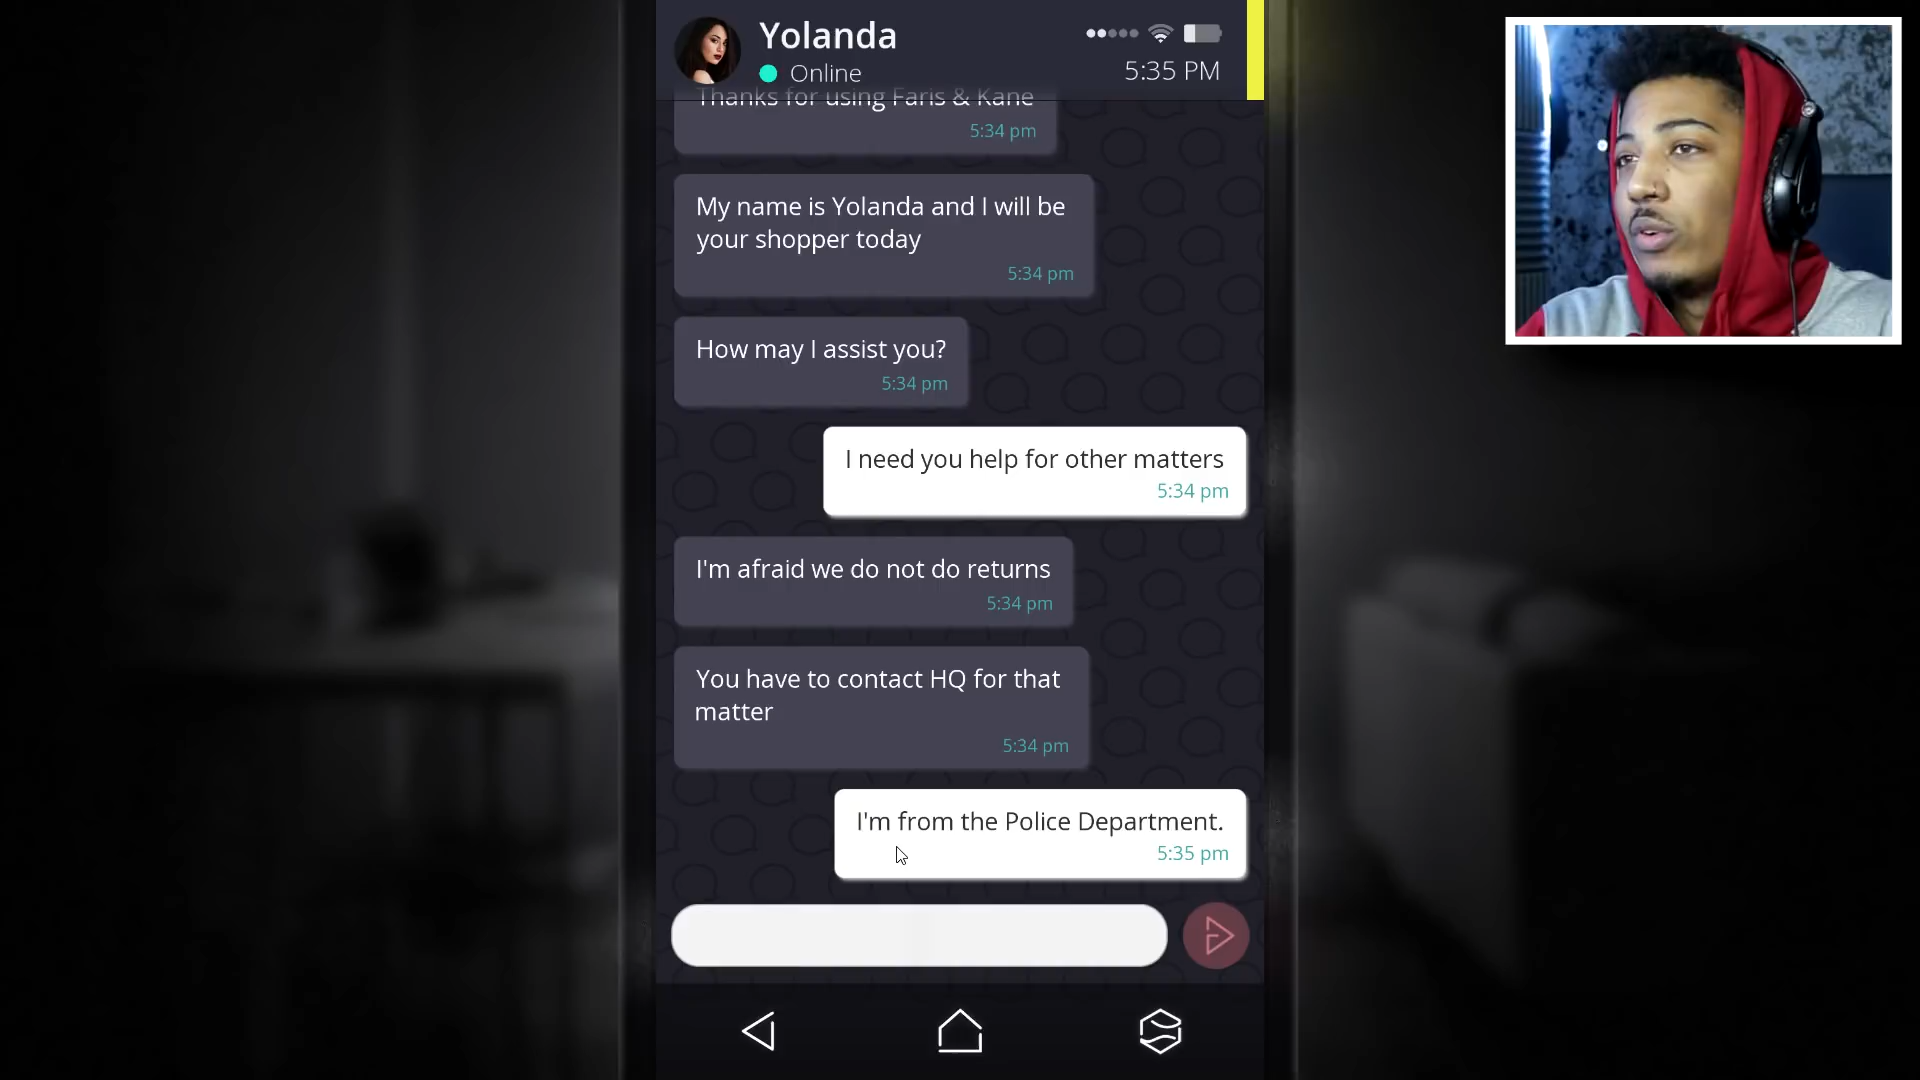 Yolanda
Online
5:35 PM
Thanks for using Faris & Kane
5:34 pm
My name is Yolanda and I will be
your shopper today
5:34 pm
How may I assist you?
5:34 pm
I need you help for other matters
5:34 pm
I'm afraid we do not do returns
5:34 pm
You have to contact HQ for that
matter
5:34 pm
I'm from the Police Department.
5:35 pm